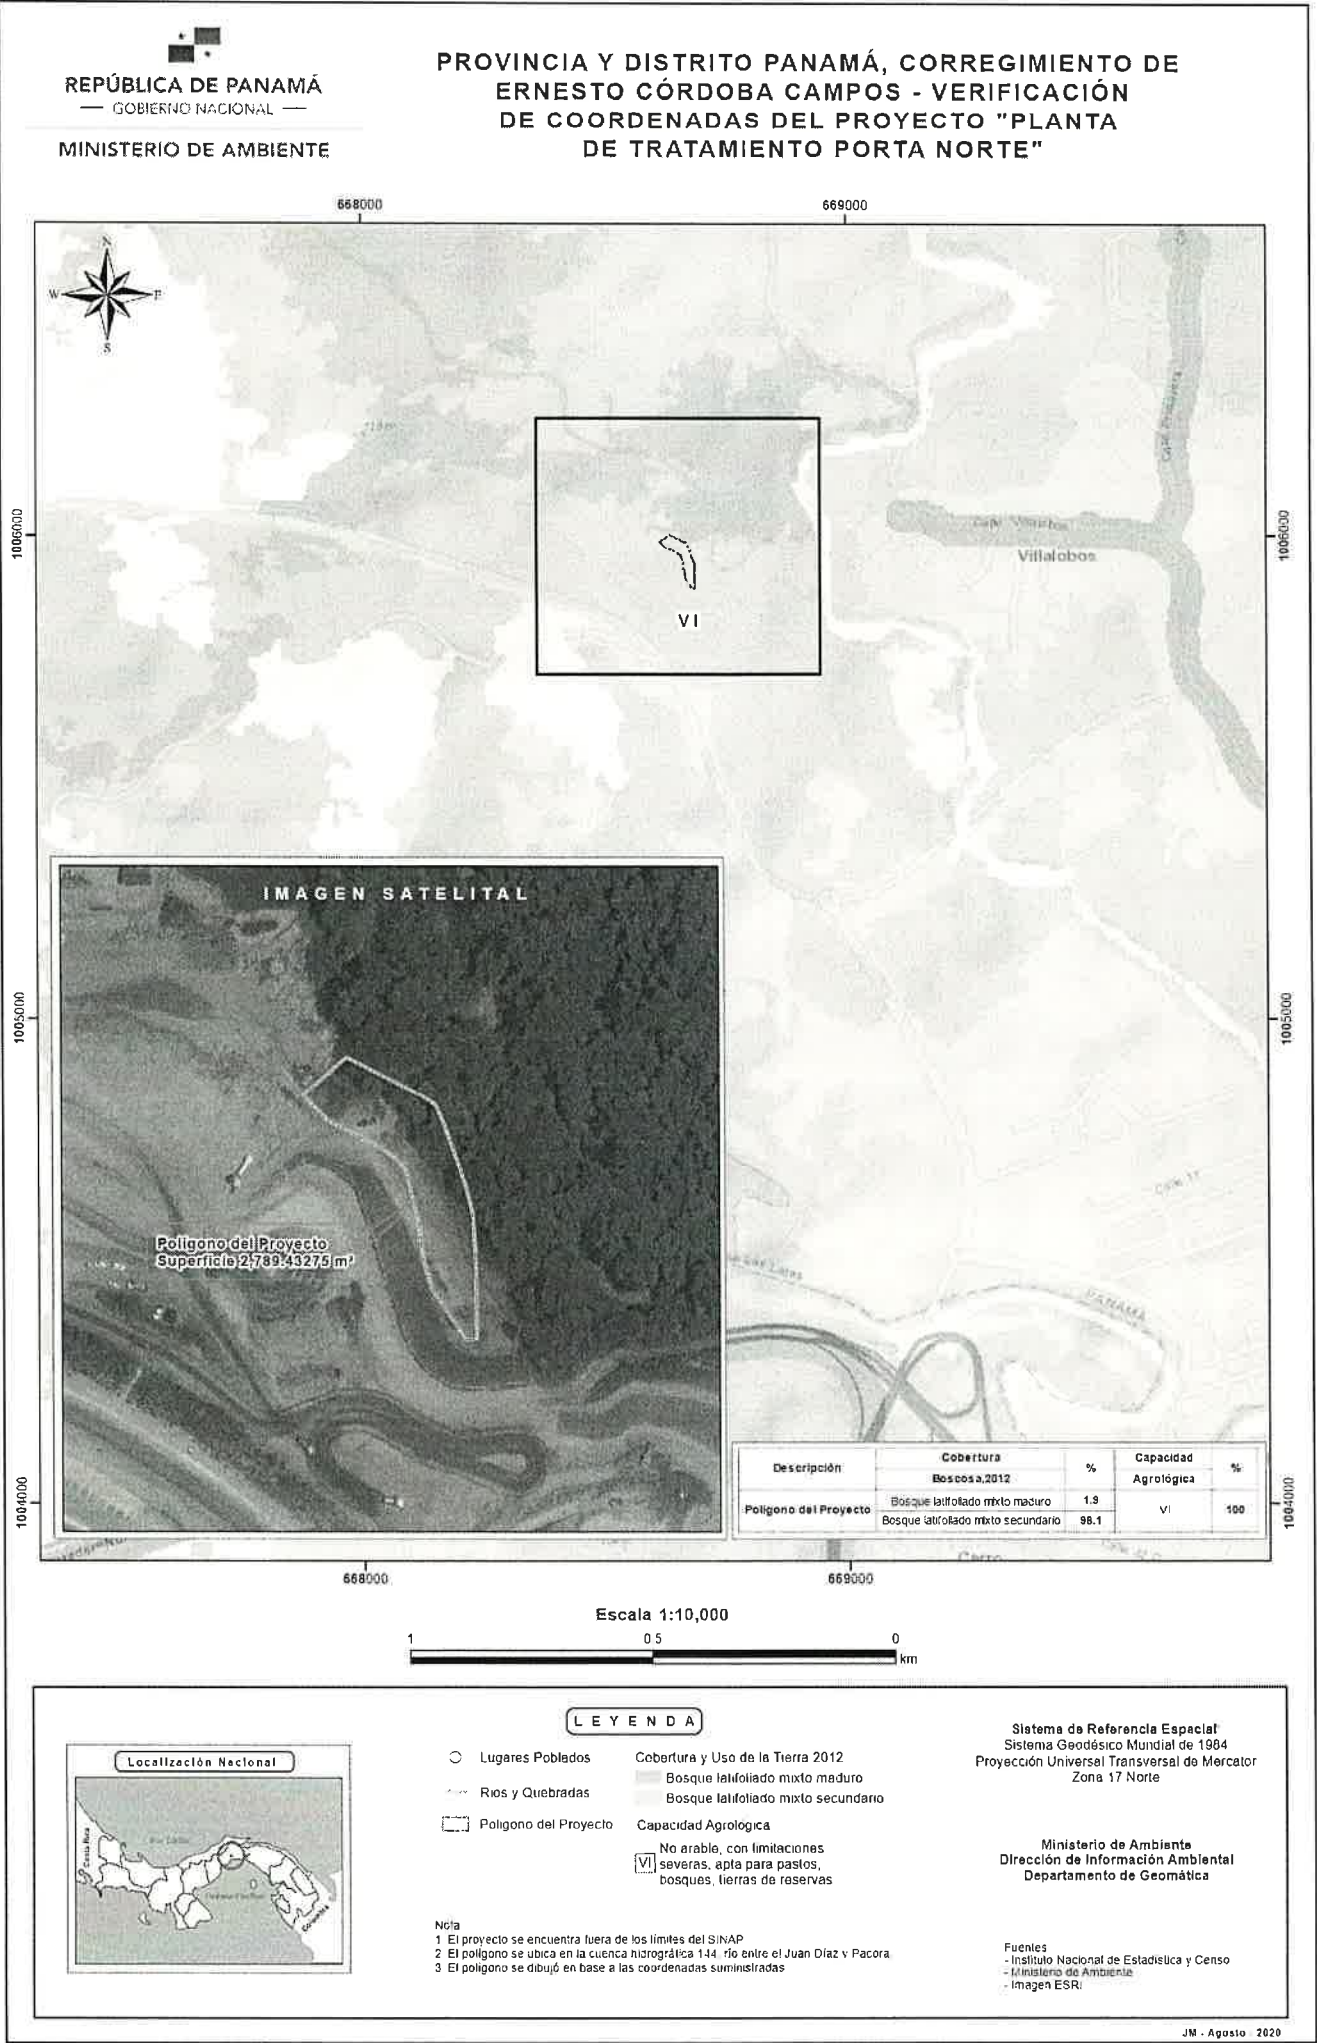 REPÚBLICA DE PANAMÁ
— GOBIERNO NACIONAL —
MINISTERIO DE AMBIENTE
PROVINCIA Y DISTRITO PANAMÁ, CORREGIMIENTO DE
ERNESTO CÓRDOBA CAMPOS - VERIFICACIÓN
DE COORDENADAS DEL PROYECTO "PLANTA
DE TRATAMIENTO PORTA NORTE"
668000
669000
N
W
E
S
1006000
1006000
Villalobos
VI
IMAGEN SATELITAL
1005000
1005000
Polígono del Proyecto
Superficie 2,789.43275 m²
PANAMÁ
Descripción
Cobertura
Boscosa,2012
%
Capacidad
Agrológica
%
Polígono del Proyecto
Bosque latifoliado mixto maduro
1.9
VI
100
Bosque latifoliado mixto secundario
98.1
1004000
1004000
Cerro
668000
669000
Escala 1:10,000
1
0 5
0
km
LEYENDA
Localización Nacional
Costa Rica
Colombia
Lugares Poblados
Ríos y Quebradas
Polígono del Proyecto
Cobertura y Uso de la Tierra 2012
Bosque latifoliado mixto maduro
Bosque latifoliado mixto secundario
Capacidad Agrologica
VI
No arable, con limitaciones
severas, apta para pastos,
bosques, tierras de reservas
Sistema de Referencia Espacial
Sistema Geodésico Mundial de 1984
Proyección Universal Transversal de Mercator
Zona 17 Norte
Ministerio de Ambiente
Dirección de Información Ambiental
Departamento de Geomática
Nota
1 El proyecto se encuentra fuera de los límites del SINAP
2 El polígono se ubica en la cuenca hidrográfica 144, río entre el Juan Díaz y Pacora
3 El polígono se dibujó en base a las coordenadas suministradas
Fuentes
- Instituto Nacional de Estadística y Censo
- Ministerio de Ambiente
- Imagen ESRI
JM - Agosto 2020